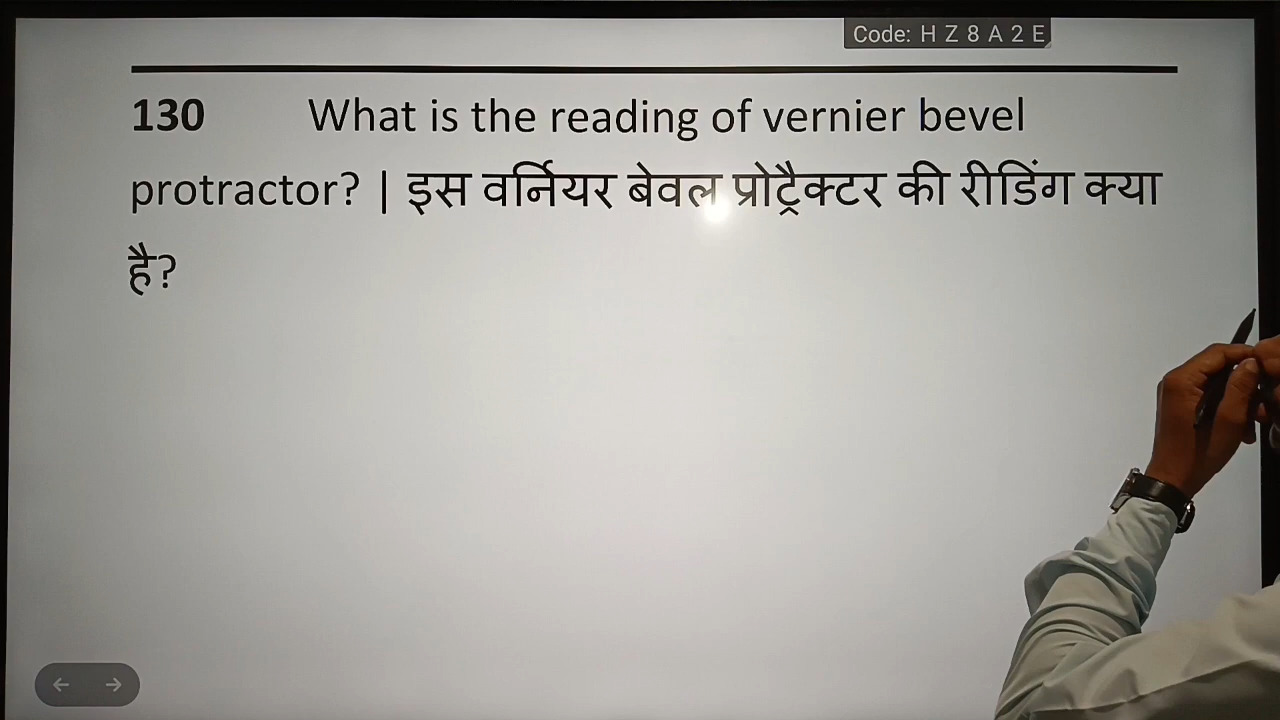 Code: H Z 8 A 2 E
130 What is the reading of vernier bevel
protractor? | इस वर्नियर बेवल प्रोट्रैक्टर की रीडिंग क्या
है?